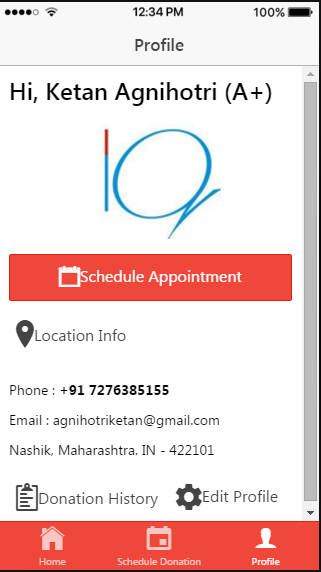 12:34 PM 100%
Profile
Hi, Ketan Agnihotri (A+)
IQ
Schedule Appointment
Location Info
Phone : +91 7276385155
Email : agnihotriketan@gmail.com
Nashik, Maharashtra. IN - 422101
Donation History Edit Profile
Home Schedule Donation Profile